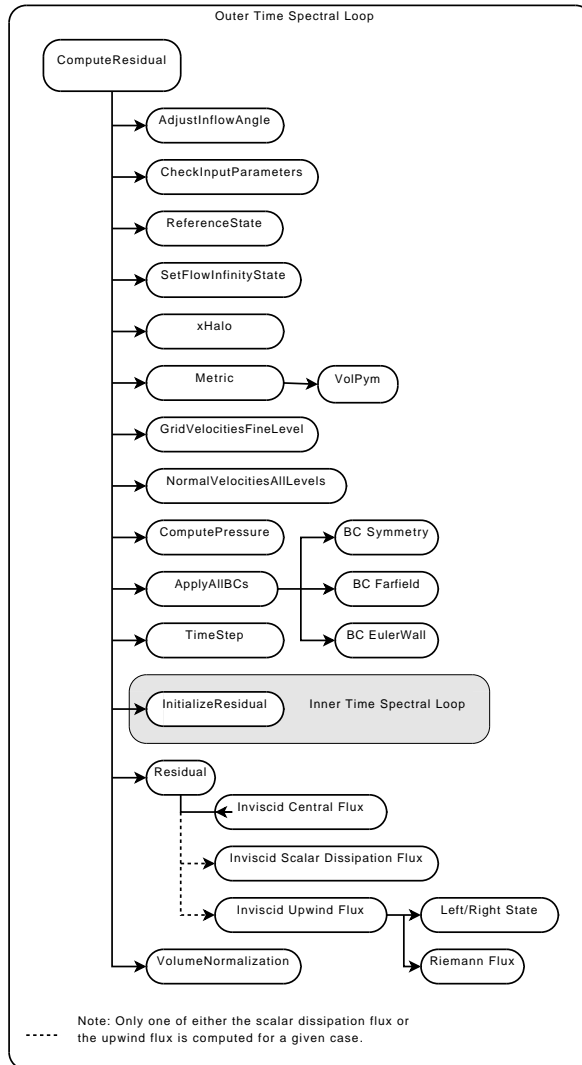 Outer Time Spectral Loop
ComputeResidual
AdjustInflowAngle
CheckInputParameters
ReferenceState
SetFlowInfinityState
xHalo
Metric
VolPym
GridVelocitiesFineLevel
NormalVelocitiesAllLevels
ComputePressure
BC Symmetry
ApplyAllBCs
BC Farfield
TimeStep
BC EulerWall
InitializeResidual
Inner Time Spectral Loop
Residual
Inviscid Central Flux
Inviscid Scalar Dissipation Flux
Inviscid Upwind Flux
Left/Right State
VolumeNormalization
Riemann Flux
Note: Only one of either the scalar dissipation flux or
the upwind flux is computed for a given case.